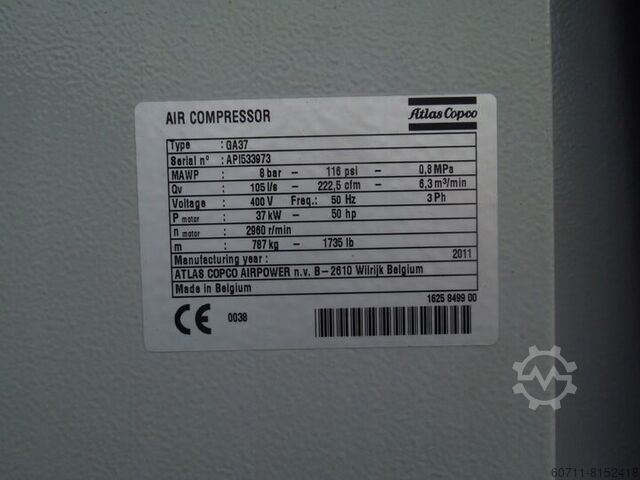 AIR COMPRESSOR
Atlas Copco
Type : GA37
Serial n° : API533973
MAWP : 8 bar – 116 psi – 0,8 MPa
Qv : 105 l/s – 222,5 cfm – 6,3 m³/min
Voltage : 400 V Freq.: 50 Hz 3 Ph
P motor : 37 kW – 50 hp
n motor : 2960 r/min
m : 787 kg – 1735 lb
Manufacturing year : 2011
ATLAS COPCO AIRPOWER n.v. B–2610 Wilrijk Belgium
Made in Belgium
CE 0038
1625 8499 00
60711-8152418